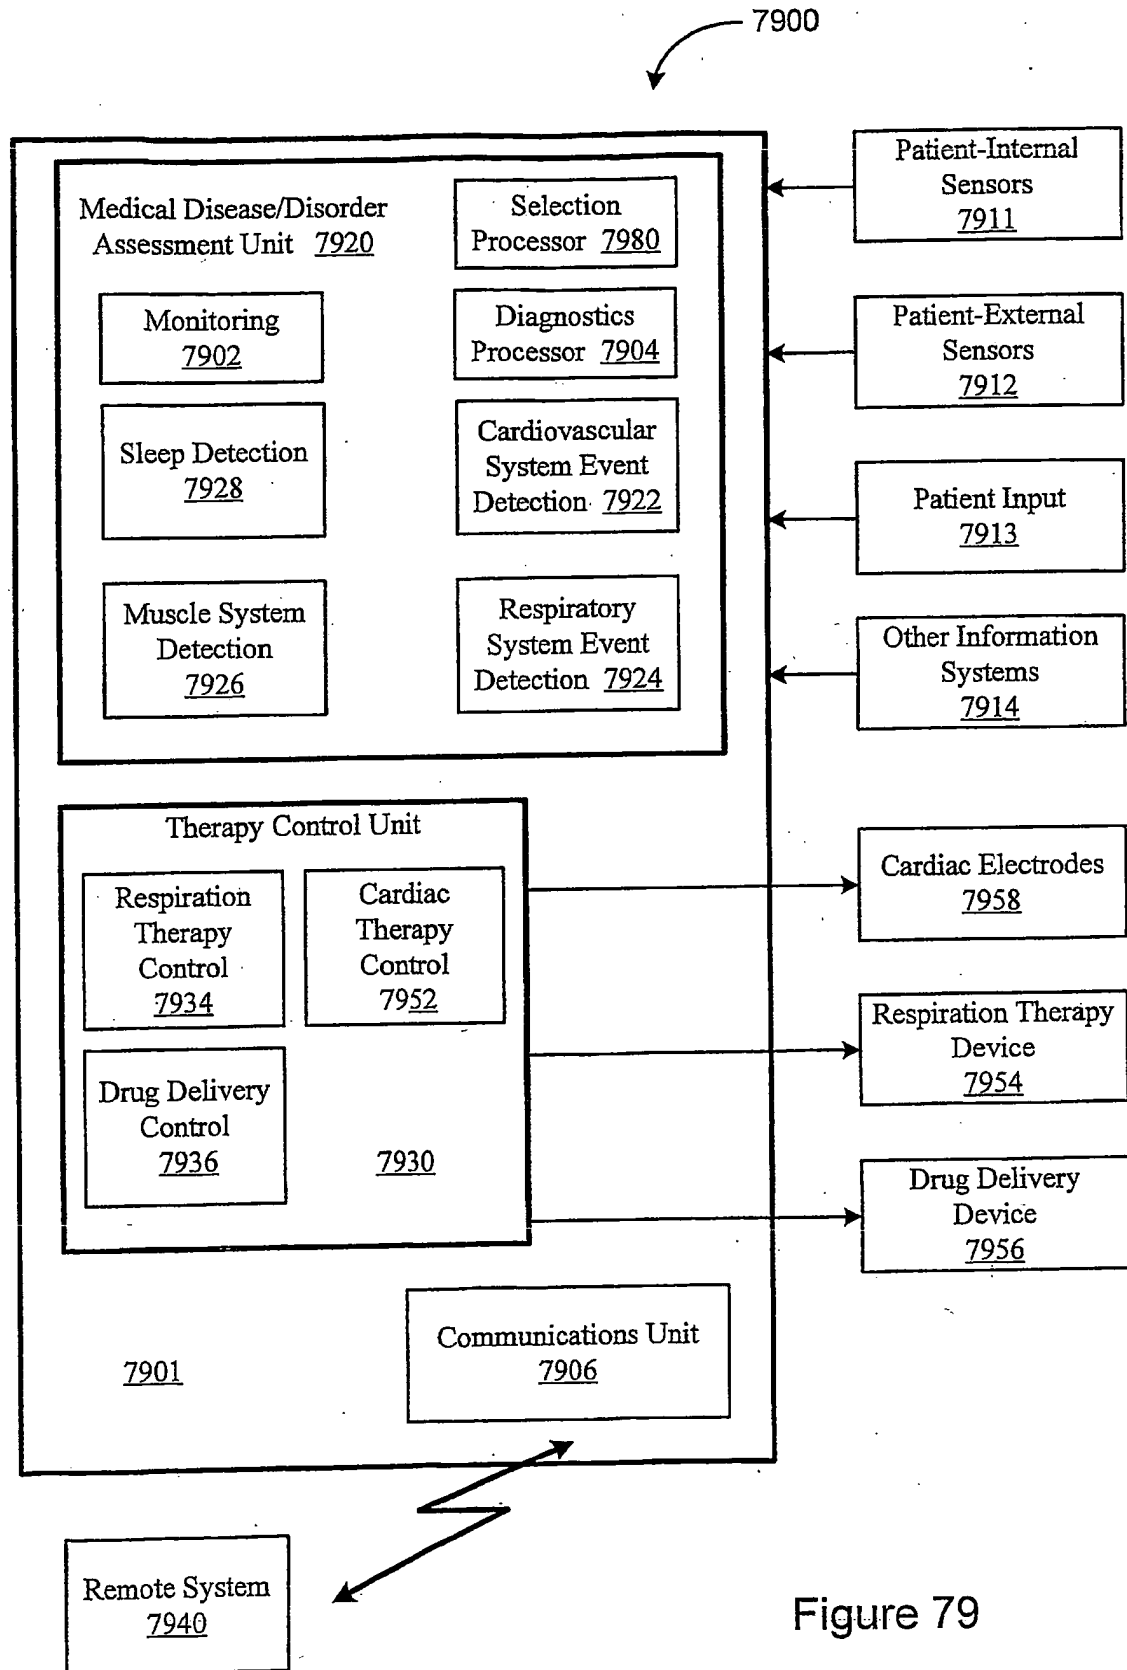 7900
Medical Disease/Disorder
Assessment Unit 7920
Selection
Processor 7980
Monitoring
7902
Diagnostics
Processor 7904
Sleep Detection
7928
Cardiovascular
System Event
Detection 7922
Muscle System
Detection
7926
Respiratory
System Event
Detection 7924
Patient-Internal
Sensors
7911
Patient-External
Sensors
7912
Patient Input
7913
Other Information
Systems
7914
Therapy Control Unit
Respiration
Therapy
Control
7934
Cardiac
Therapy
Control
7952
Drug Delivery
Control
7936
7930
Cardiac Electrodes
7958
Respiration Therapy
Device
7954
Drug Delivery
Device
7956
7901
Communications Unit
7906
Remote System
7940
Figure 79